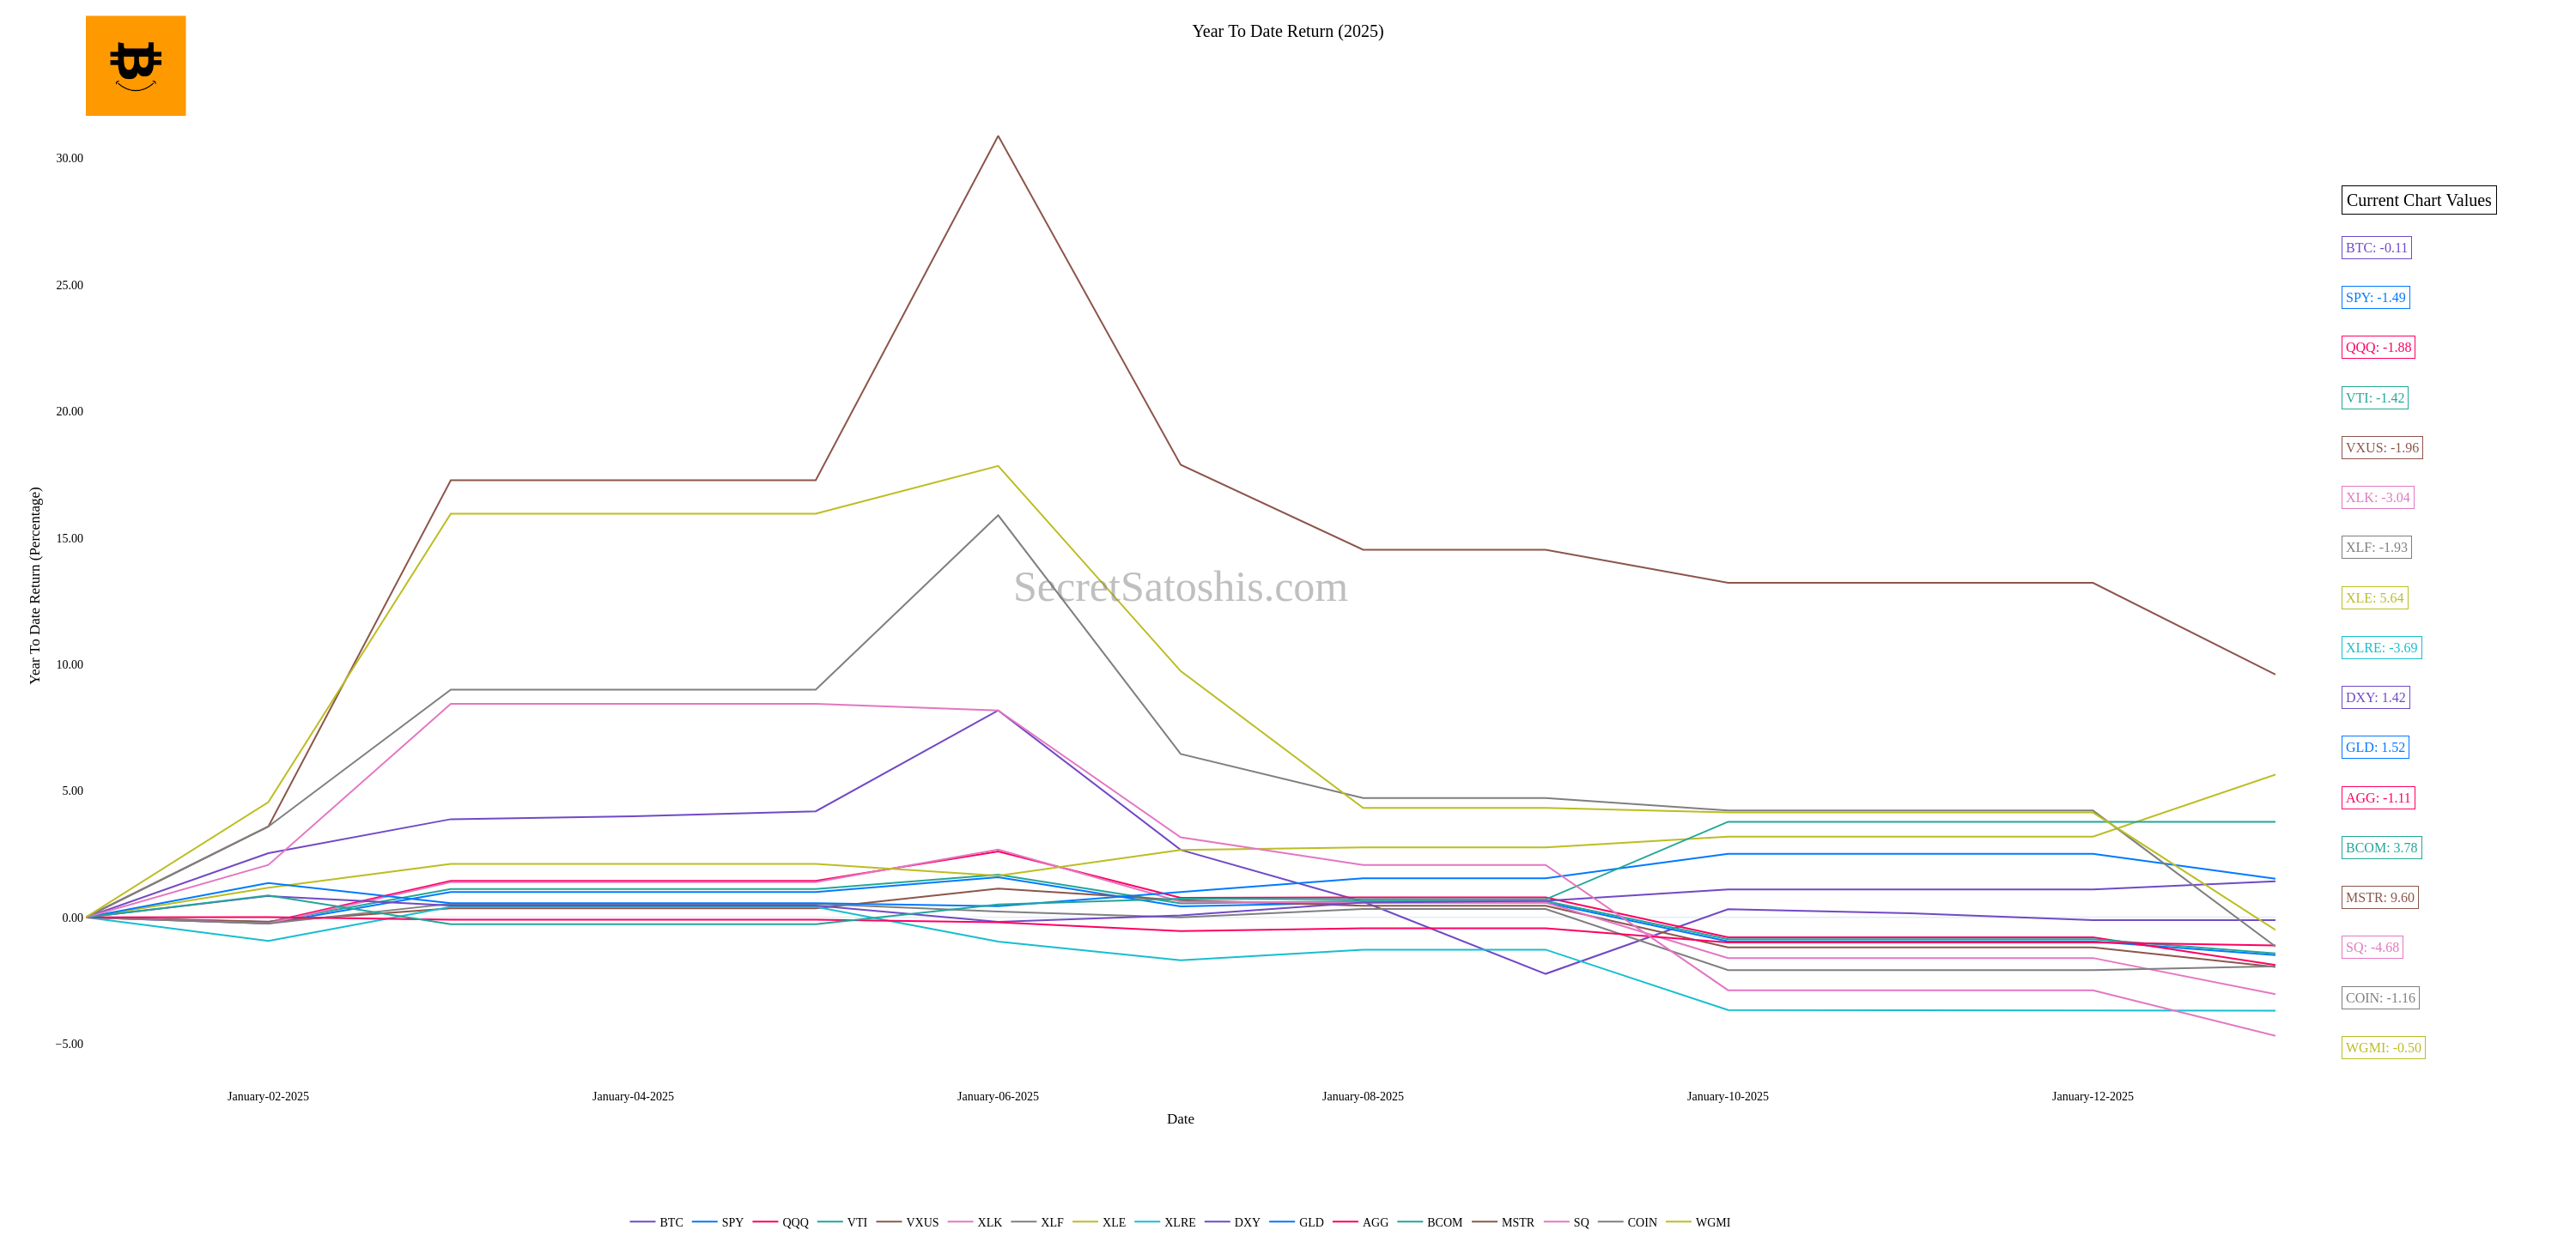 Year To Date Return (2025)
30.00
25.00
20.00
15.00
10.00
5.00
0.00
−5.00
Year To Date Return (Percentage)
SecretSatoshis.com
January-02-2025
January-04-2025
January-06-2025
January-08-2025
January-10-2025
January-12-2025
Date
Current Chart Values
BTC: -0.11
SPY: -1.49
QQQ: -1.88
VTI: -1.42
VXUS: -1.96
XLK: -3.04
XLF: -1.93
XLE: 5.64
XLRE: -3.69
DXY: 1.42
GLD: 1.52
AGG: -1.11
BCOM: 3.78
MSTR: 9.60
SQ: -4.68
COIN: -1.16
WGMI: -0.50
BTC SPY QQQ VTI VXUS XLK XLF XLE XLRE DXY GLD AGG BCOM MSTR SQ COIN WGMI